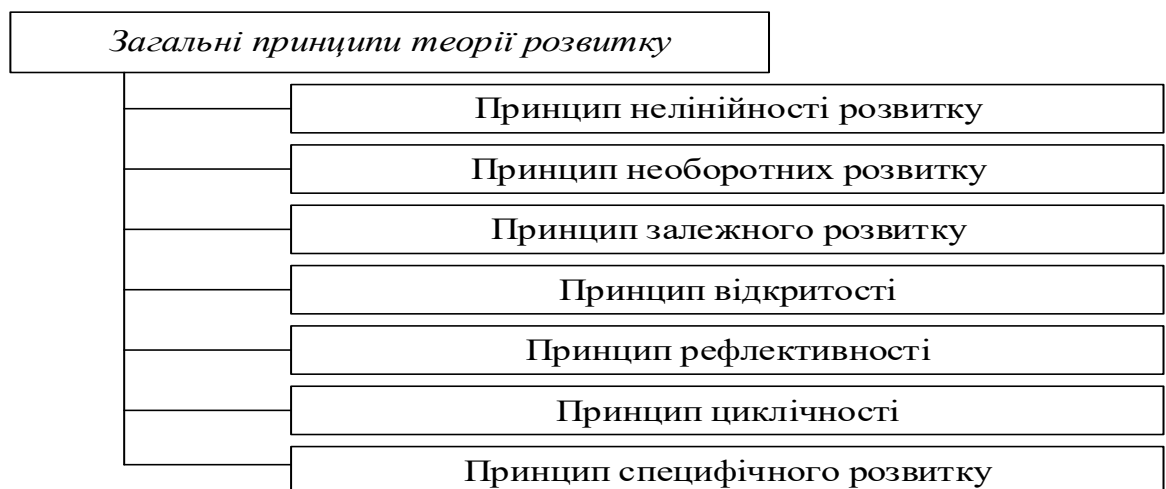 Загальні принципи теорії розвитку
Принцип нелінійності розвитку
Принцип необоротних розвитку
Принцип залежного розвитку
Принцип відкритості
Принцип рефлективності
Принцип циклічності
Принцип специфічного розвитку